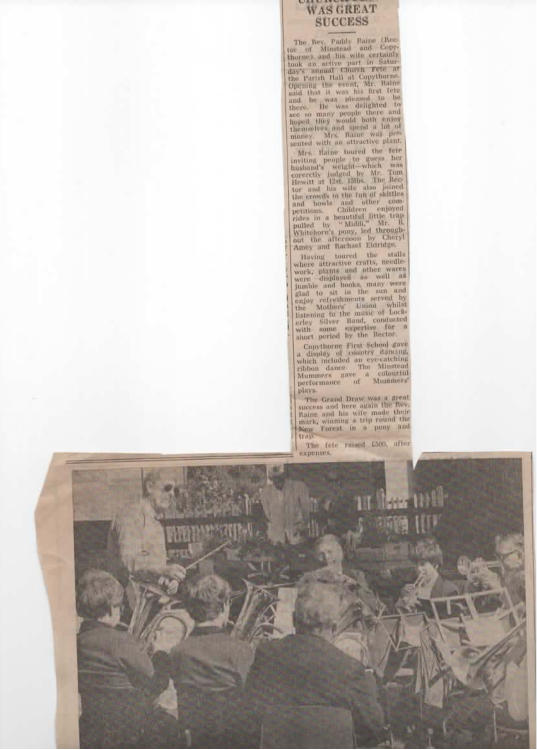 WAS GREAT
SUCCESS
The Rev. Paddy Raine (Rec-
tor of Minstead and Copy-
thorne) and his wife certainly
took an active part in Satur-
day's annual Church Fete at
the Parish Hall at Copythorne.
Opening the event, Mr. Raine
said that it was his first fete
and he was pleased to be
there. He was delighted to
see so many people there and
hoped they would both enjoy
themselves and spend a lot of
money. Mrs. Raine was pre-
sented with an attractive plant.
Mrs. Raine toured the fete
inviting people to guess her
husband's weight—which was
correctly judged by Mr. Tom
Hewitt at 12st. The Rec-
tor and his wife also joined
the crowds in the fun of skittles
and bowls and other com-
petitions. Children enjoyed
rides in a beautiful little trap
pulled by Mr.
Whitehorn's pony, led through-
out the afternoon by Cheryl
Amey and Rachael Eldridge.
Having toured the stalls
where attractive crafts, needle-
work, plants and other wares
were displayed as well as
jumble and books, many were
glad to sit in the sun and
enjoy refreshments served by
the Mothers' Union whilst
listening to the music of Lock-
erley Silver Band, conducted
with some expertise for a
short period by the Rector.
Copythorne First School gave
a display of country dancing,
which included an eye-catching
ribbon dance. The Minstead
Mummers gave a colourful
performance of Mummers'
plays.
The Grand Draw was a great
success and here again the Rev.
Raine and his wife made their
mark, winning a trip round the
New Forest in a pony and
trap.
The fete raised £500, after
expenses.